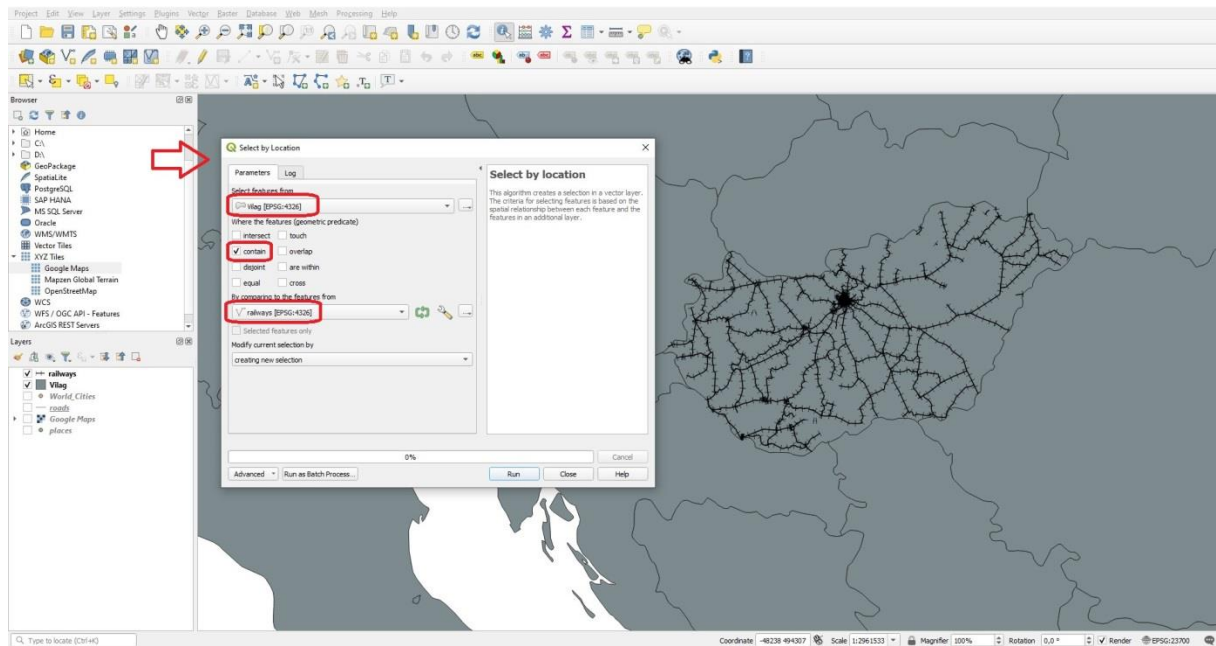 Project Edit View Layer Settings Plugins Vector Raster Database Web Mesh Processing Help
Browser
Home
C:\
D:\
GeoPackage
SpatiaLite
PostgreSQL
SAP HANA
MS SQL Server
Oracle
WMS/WMTS
Vector Tiles
XYZ Tiles
Google Maps
Mapzen Global Terrain
OpenStreetMap
WCS
WFS / OGC API - Features
ArcGIS REST Servers
Layers
railways
Vilag
World_Cities
roads
Google Maps
places
Select by Location
Parameters Log
Select features from
Vilag [EPSG:4326]
Where the features (geometric predicate)
intersect touch
contain overlap
disjoint are within
equal cross
By comparing to the features from
railways [EPSG:4326]
Selected features only
Modify current selection by
creating new selection
Select by location
This algorithm creates a selection in a vector layer.
The criteria for selecting features is based on the
spatial relationship between each feature and the
features in an additional layer.
0% Cancel
Advanced Run as Batch Process... Run Close Help
Type to locate (Ctrl+K) Coordinate -48238 494307 Scale 1:2961533 Magnifier 100% Rotation 0,0 ° Render EPSG:23700